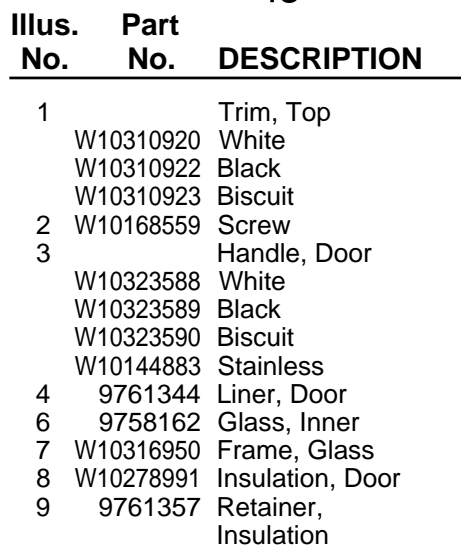 Illus. Part
No. No. DESCRIPTION
1 Trim, Top
W10310920 White
W10310922 Black
W10310923 Biscuit
2 W10168559 Screw
3 Handle, Door
W10323588 White
W10323589 Black
W10323590 Biscuit
W10144883 Stainless
4 9761344 Liner, Door
6 9758162 Glass, Inner
7 W10316950 Frame, Glass
8 W10278991 Insulation, Door
9 9761357 Retainer,
Insulation